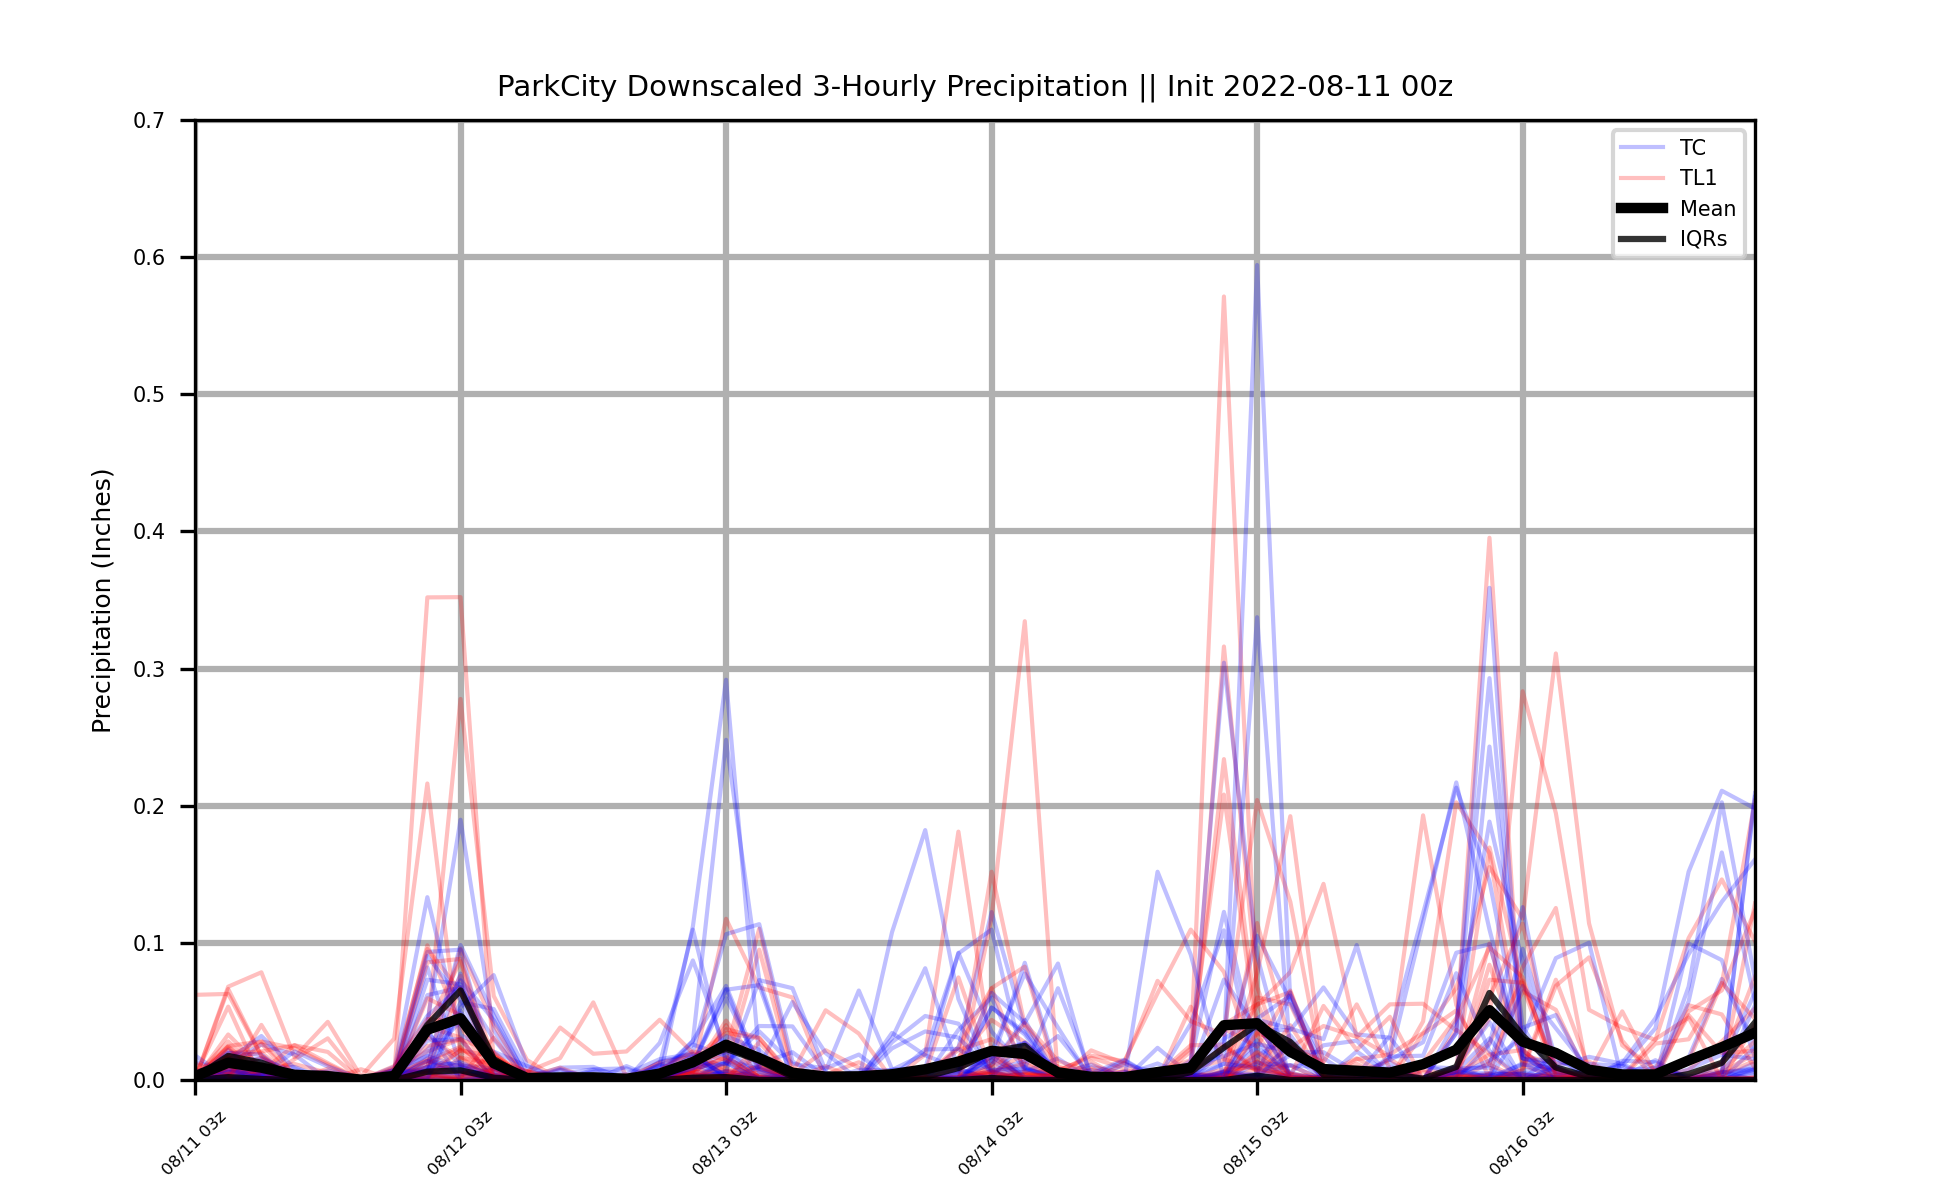 ParkCity Downscaled 3-Hourly Precipitation || Init 2022-08-11 00z
TC
TL1
Mean
IQRs
Precipitation (Inches)
0.7
0.6
0.5
0.4
0.3
0.2
0.1
0.0
08/11 03z
08/12 03z
08/13 03z
08/14 03z
08/15 03z
08/16 03z